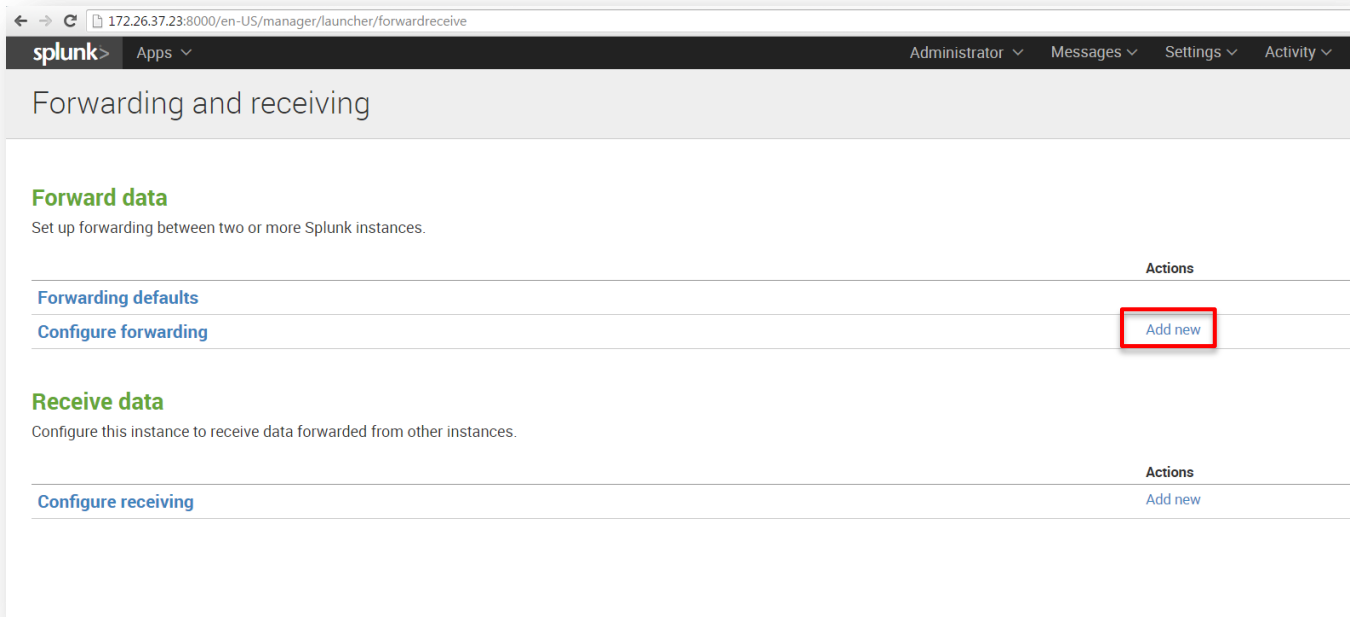 172.26.37.23:8000/en-US/manager/launcher/forwardreceive
splunk> Apps Administrator Messages Settings Activity
Forwarding and receiving
Forward data
Set up forwarding between two or more Splunk instances.
Actions
Forwarding defaults
Configure forwarding Add new
Receive data
Configure this instance to receive data forwarded from other instances.
Actions
Configure receiving Add new